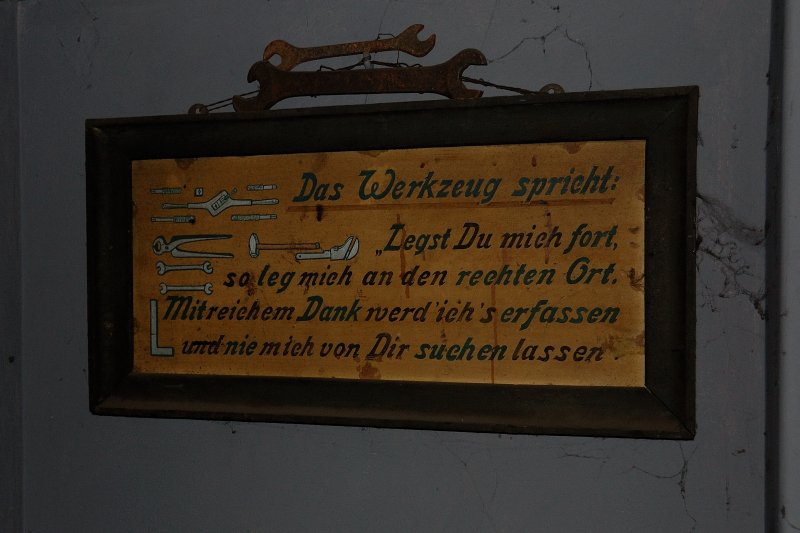 Das Werkzeug spricht:
„Legst Du mich fort,
so leg mich an den rechten Ort.
Mit reichem Dank werd' ich's erfassen
und nie mich von Dir suchen lassen.